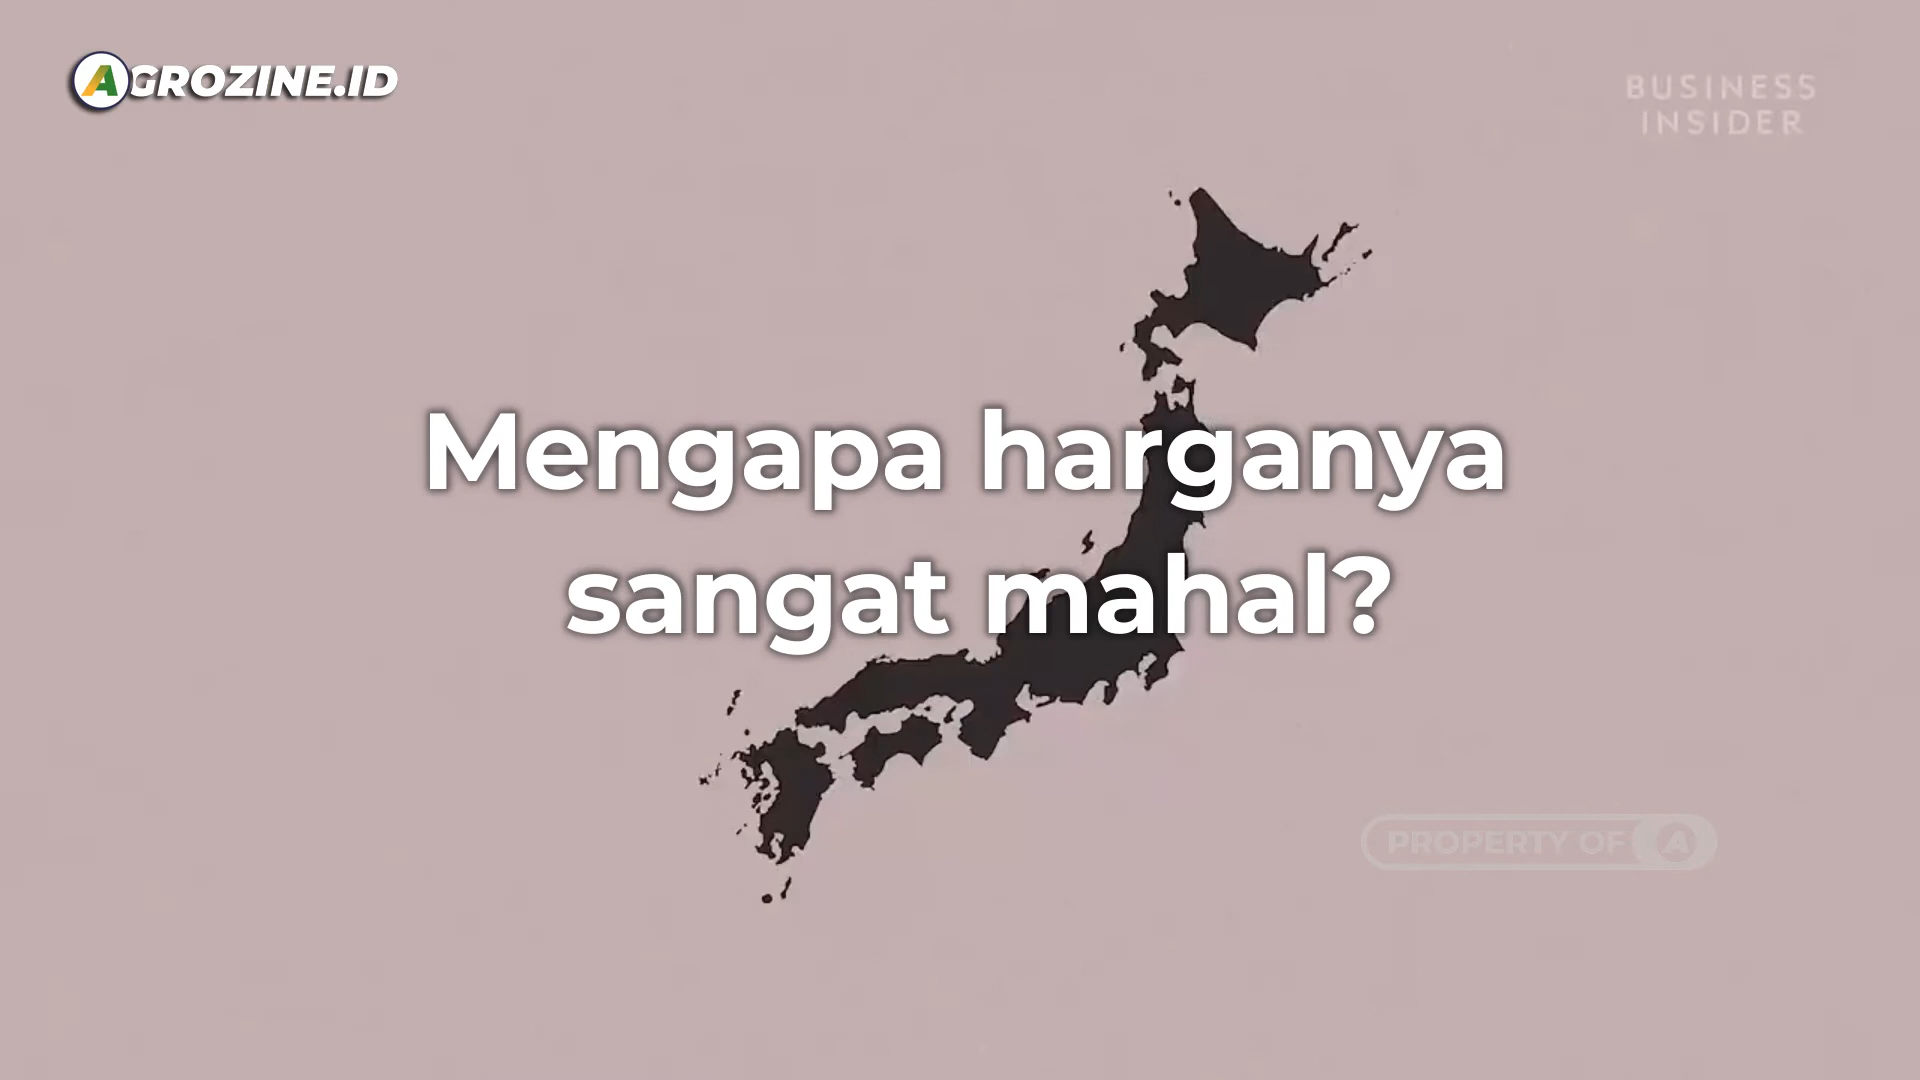 AGROZINE.ID
BUSINESS
INSIDER
Mengapa harganya
sangat mahal?
PROPERTY OF A